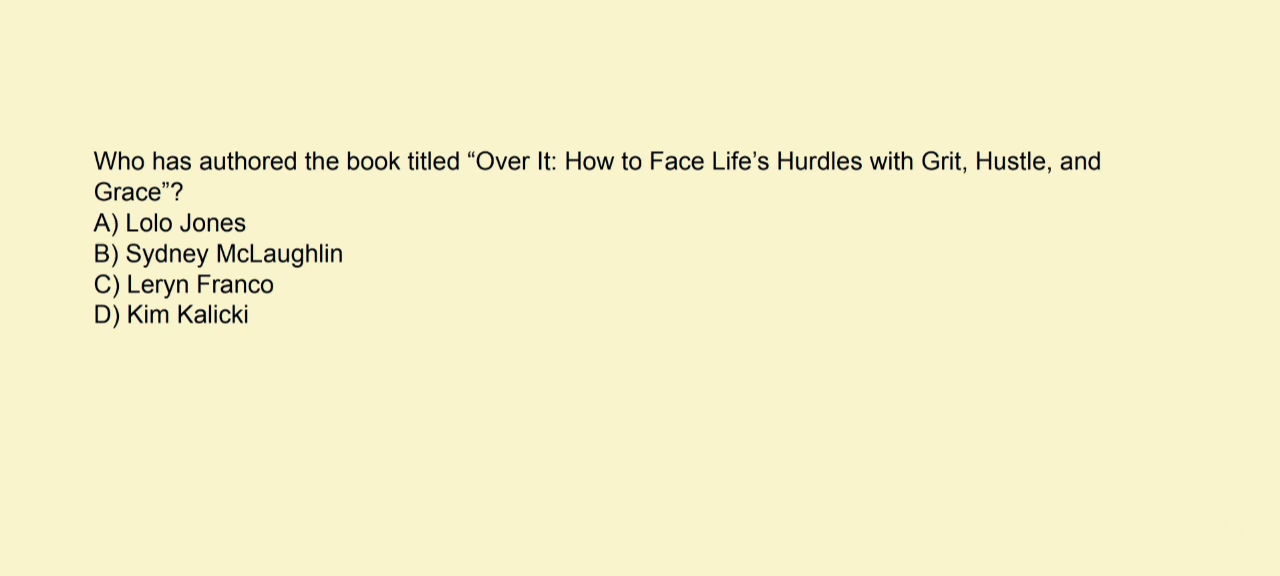 Who has authored the book titled “Over It: How to Face Life’s Hurdles with Grit, Hustle, and
Grace”?
A) Lolo Jones
B) Sydney McLaughlin
C) Leryn Franco
D) Kim Kalicki